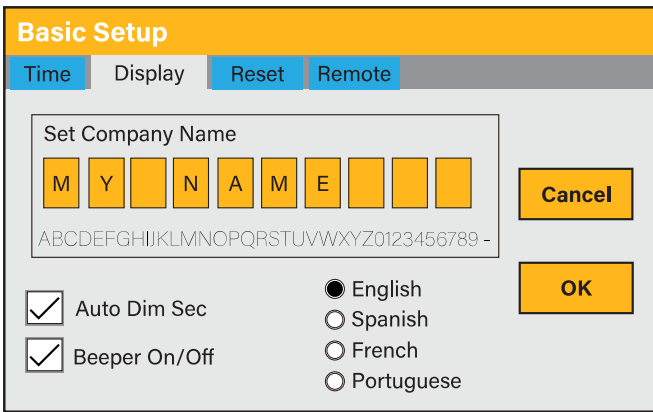 Basic Setup
Time Display Reset Remote
Set Company Name
M Y N A M E
ABCDEFGHIJKLMNOPQRSTUVWXYZ0123456789 -
Cancel
OK
Auto Dim Sec
Beeper On/Off
English
Spanish
French
Portuguese